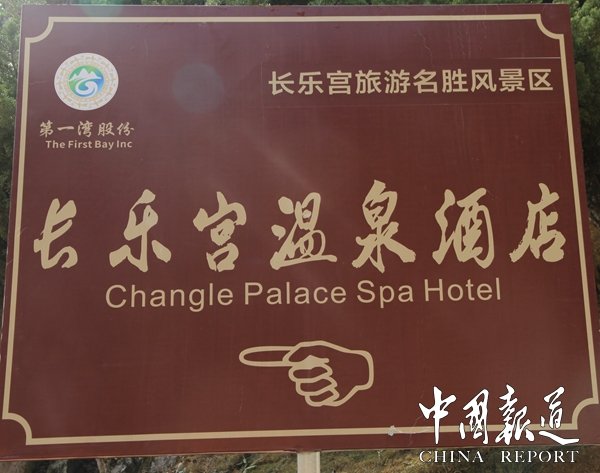 长乐宫旅游名胜风景区
第一湾股份
The First Bay Inc
长乐宫温泉酒店
Changle Palace Spa Hotel
中国報道
CHINA REPORT